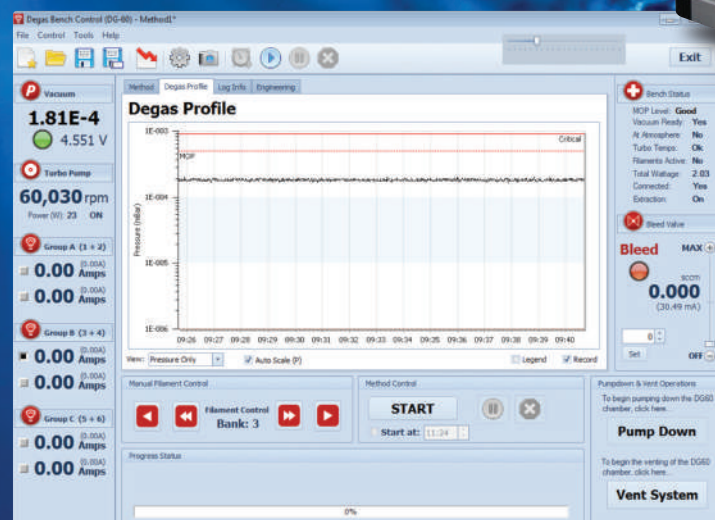 Degas Bench Control (DG-60) - Method1*
File Control Tools Help
Exit
P Vacuum
1.81E-4
4.551 V
Turbo Pump
60,030 rpm
Power (W): 23 ON
Group A (1 + 2)
0.00 (0.00A) Amps
0.00 (0.00A) Amps
Group B (3 + 4)
0.00 (0.00A) Amps
0.00 (0.00A) Amps
Group C (5 + 6)
0.00 (0.00A) Amps
0.00 (0.00A) Amps
Method Degas Profile Log Info Engineering
Degas Profile
1E-003
Critical
MOP
1E-004
Pressure (mBar)
1E-005
1E-006
09:26 09:27 09:28 09:29 09:30 09:31 09:32 09:33 09:34 09:35 09:36 09:37 09:38 09:39 09:40
View: Pressure Only Auto Scale (P) Legend Record
Manual Filament Control
Filament Control
Bank: 3
Method Control
START
Start at: 11:24
Progress Status
0%
Bench Status
MOP Level: Good
Vacuum Ready: Yes
At Atmosphere: No
Turbo Temps: Ok
Filaments Active: No
Total Wattage: 2.03
Connected: Yes
Extraction: On
Bleed Valve
Bleed MAX +
sccm
0.000
(30.49 mA)
0
Set OFF -
Pumpdown & Vent Operations
To begin pumping down the DG60
chamber, click here...
Pump Down
To begin the venting of the DG60
chamber, click here...
Vent System